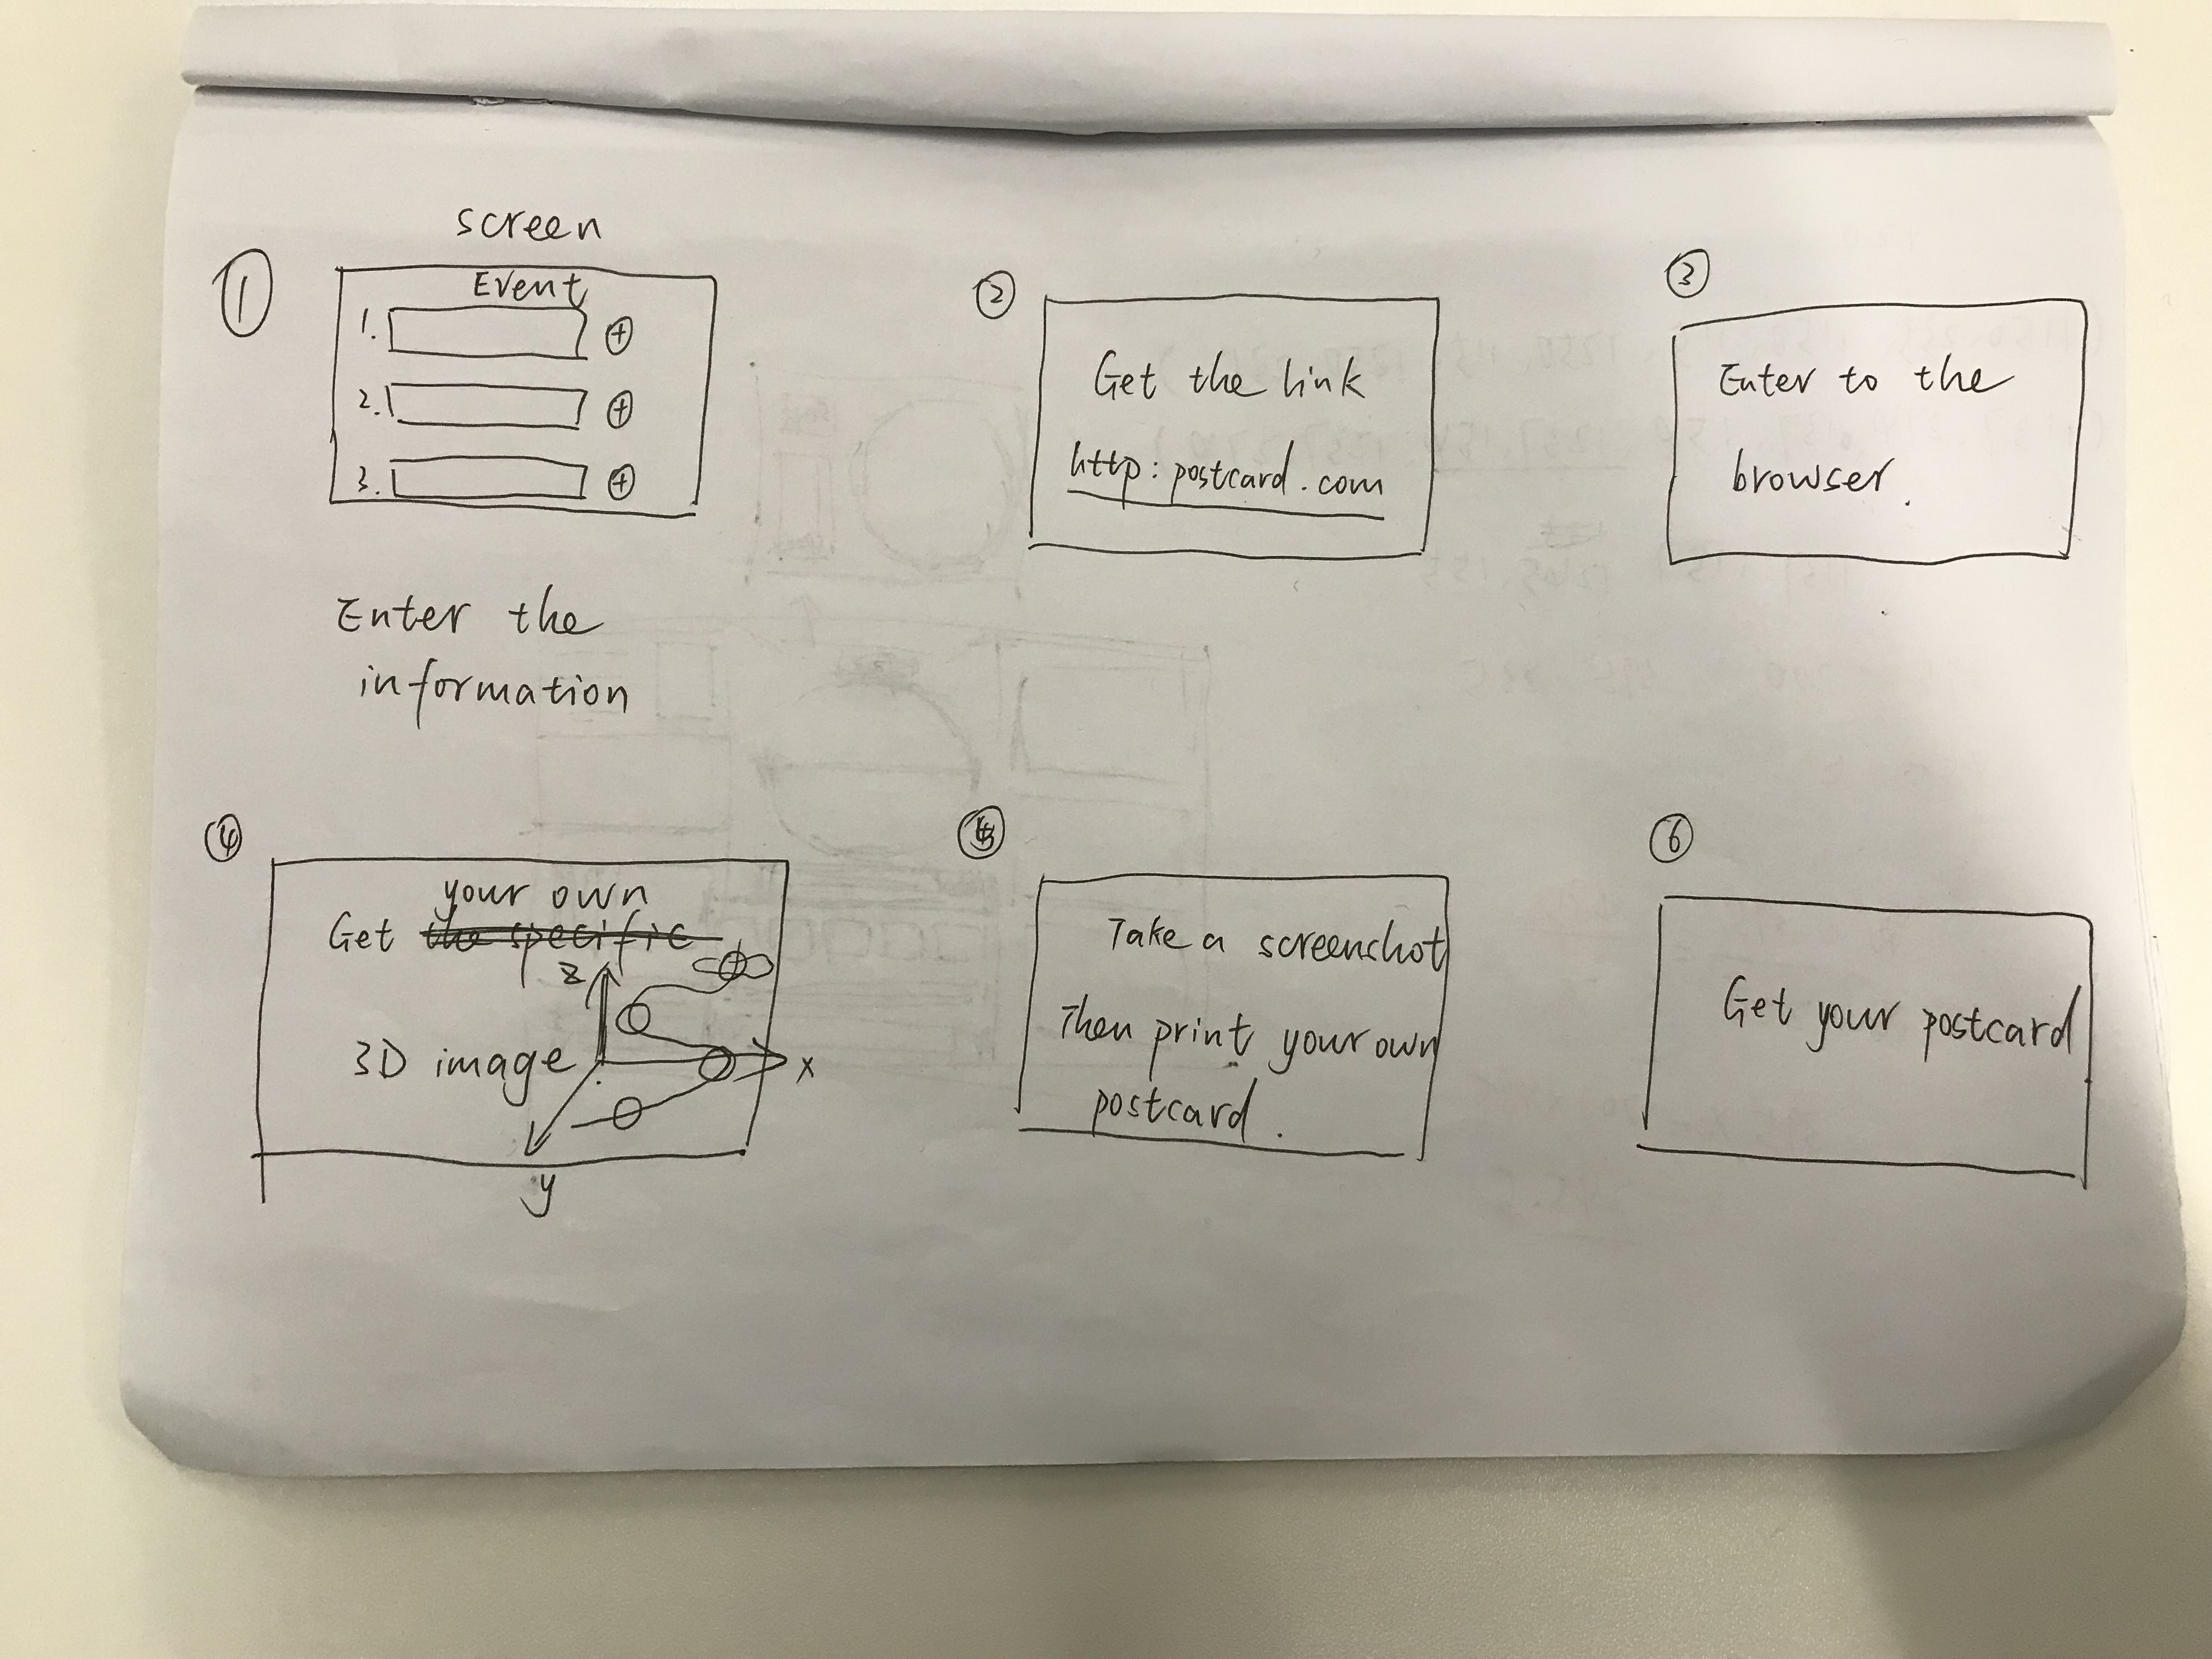 ①
screen
Event
1. ⊕
2. ⊕
3. ⊕
Enter the
information
②
Get the link
http: postcard.com
③
Enter to the
browser.
④
your own
Get the specific
3D image
z
x
y
Take a screenshot
Then print your own
postcard.
⑥
Get your postcard